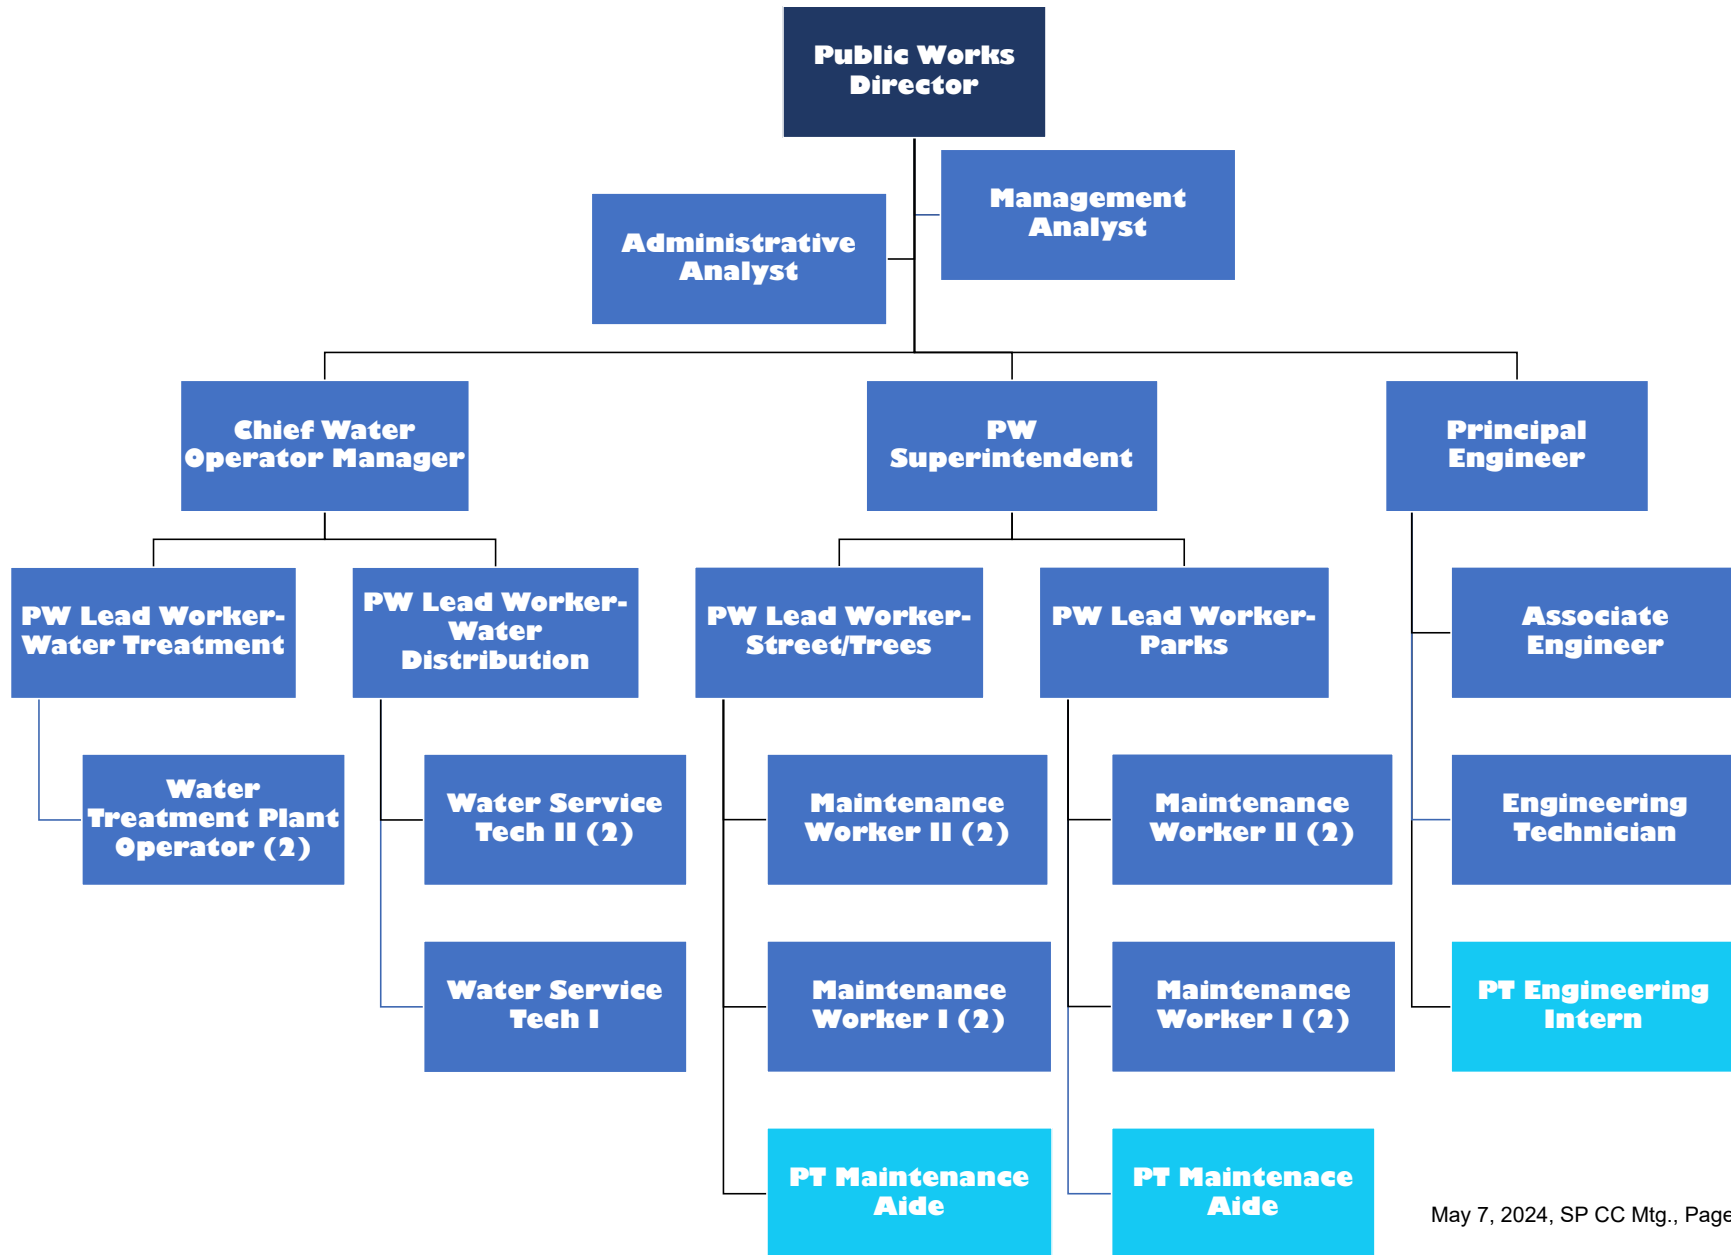 Public Works
Director
Management
Analyst
Administrative
Analyst
Chief Water
Operator Manager
PW
Superintendent
Principal
Engineer
PW Lead Worker-
Water Treatment
PW Lead Worker-
Water
Distribution
PW Lead Worker-
Street/Trees
PW Lead Worker-
Parks
Associate
Engineer
Water
Treatment Plant
Operator (2)
Water Service
Tech II (2)
Maintenance
Worker II (2)
Maintenance
Worker II (2)
Engineering
Technician
Water Service
Tech I
Maintenance
Worker I (2)
Maintenance
Worker I (2)
PT Engineering
Intern
PT Maintenance
Aide
PT Maintenace
Aide
May 7, 2024, SP CC Mtg., Page